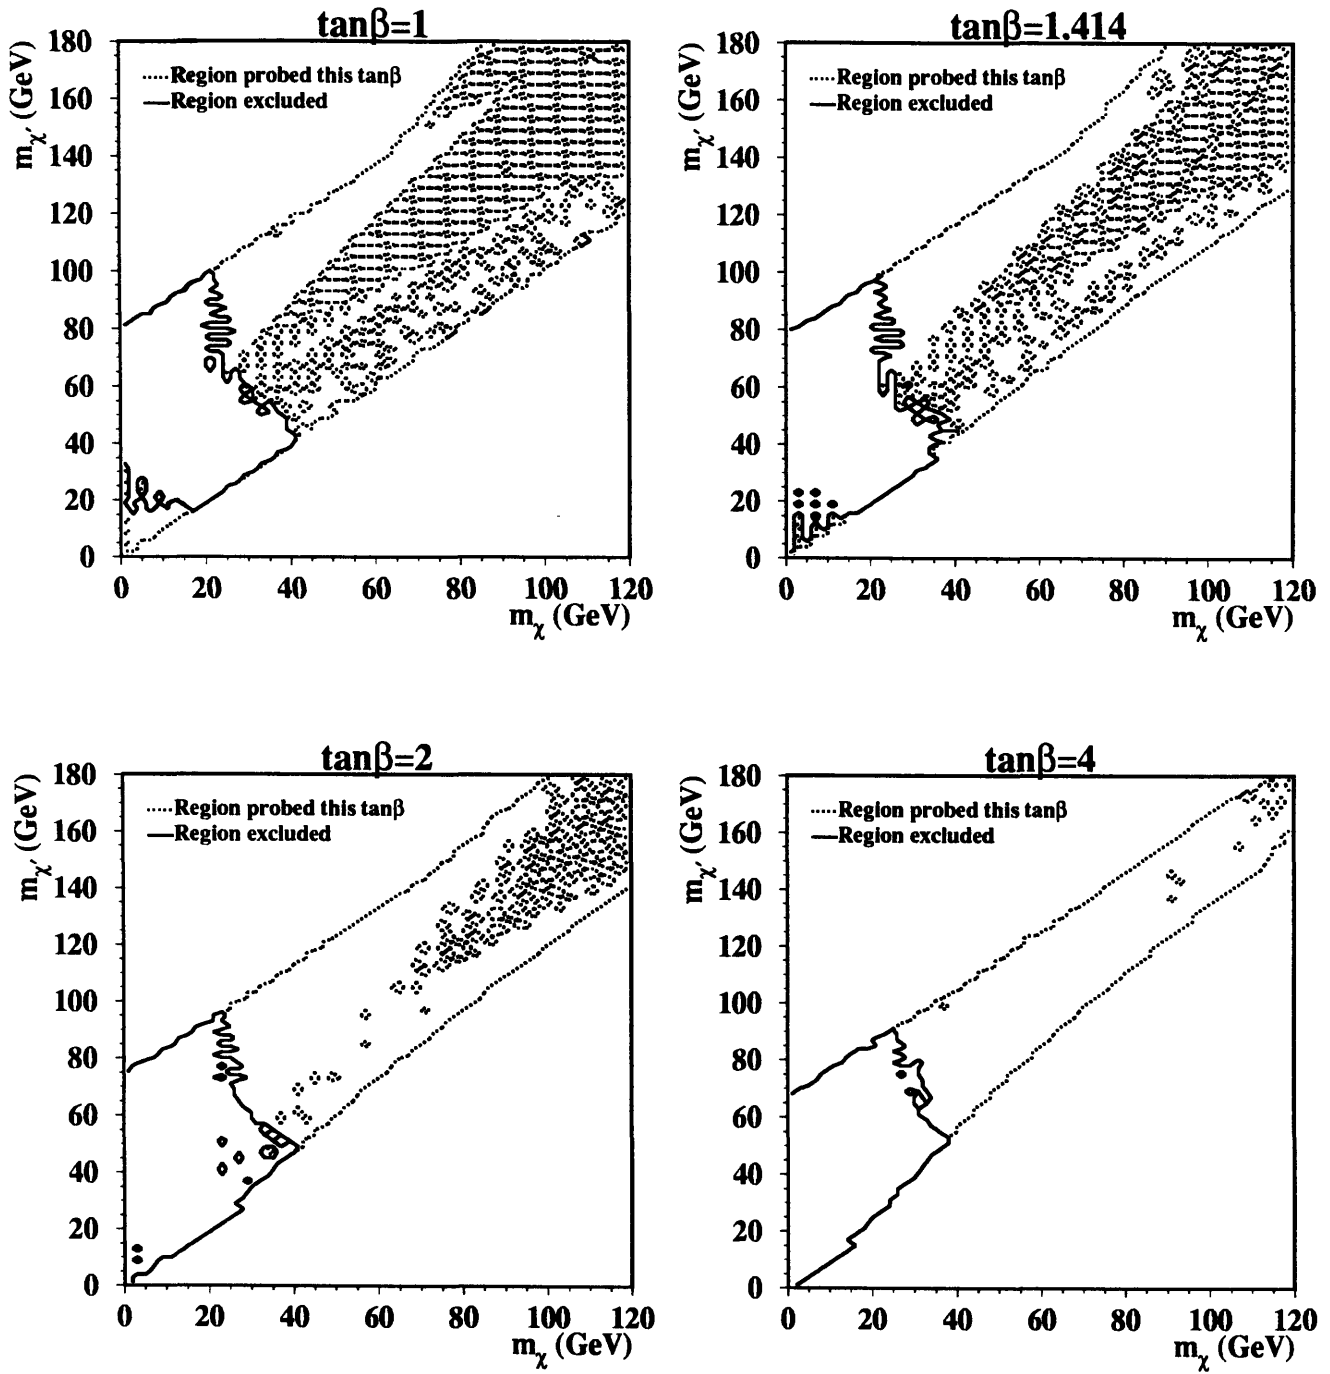 tanβ=1
m_χ′ (GeV)
180
160
140
120
100
80
60
40
20
0
Region probed this tanβ
Region excluded
0 20 40 60 80 100 120
m_χ (GeV)
tanβ=1.414
m_χ′ (GeV)
180
160
140
120
100
80
60
40
20
0
Region probed this tanβ
Region excluded
0 20 40 60 80 100 120
m_χ (GeV)
tanβ=2
m_χ′ (GeV)
180
160
140
120
100
80
60
40
20
0
Region probed this tanβ
Region excluded
0 20 40 60 80 100 120
m_χ (GeV)
tanβ=4
m_χ′ (GeV)
180
160
140
120
100
80
60
40
20
0
Region probed this tanβ
Region excluded
0 20 40 60 80 100 120
m_χ (GeV)